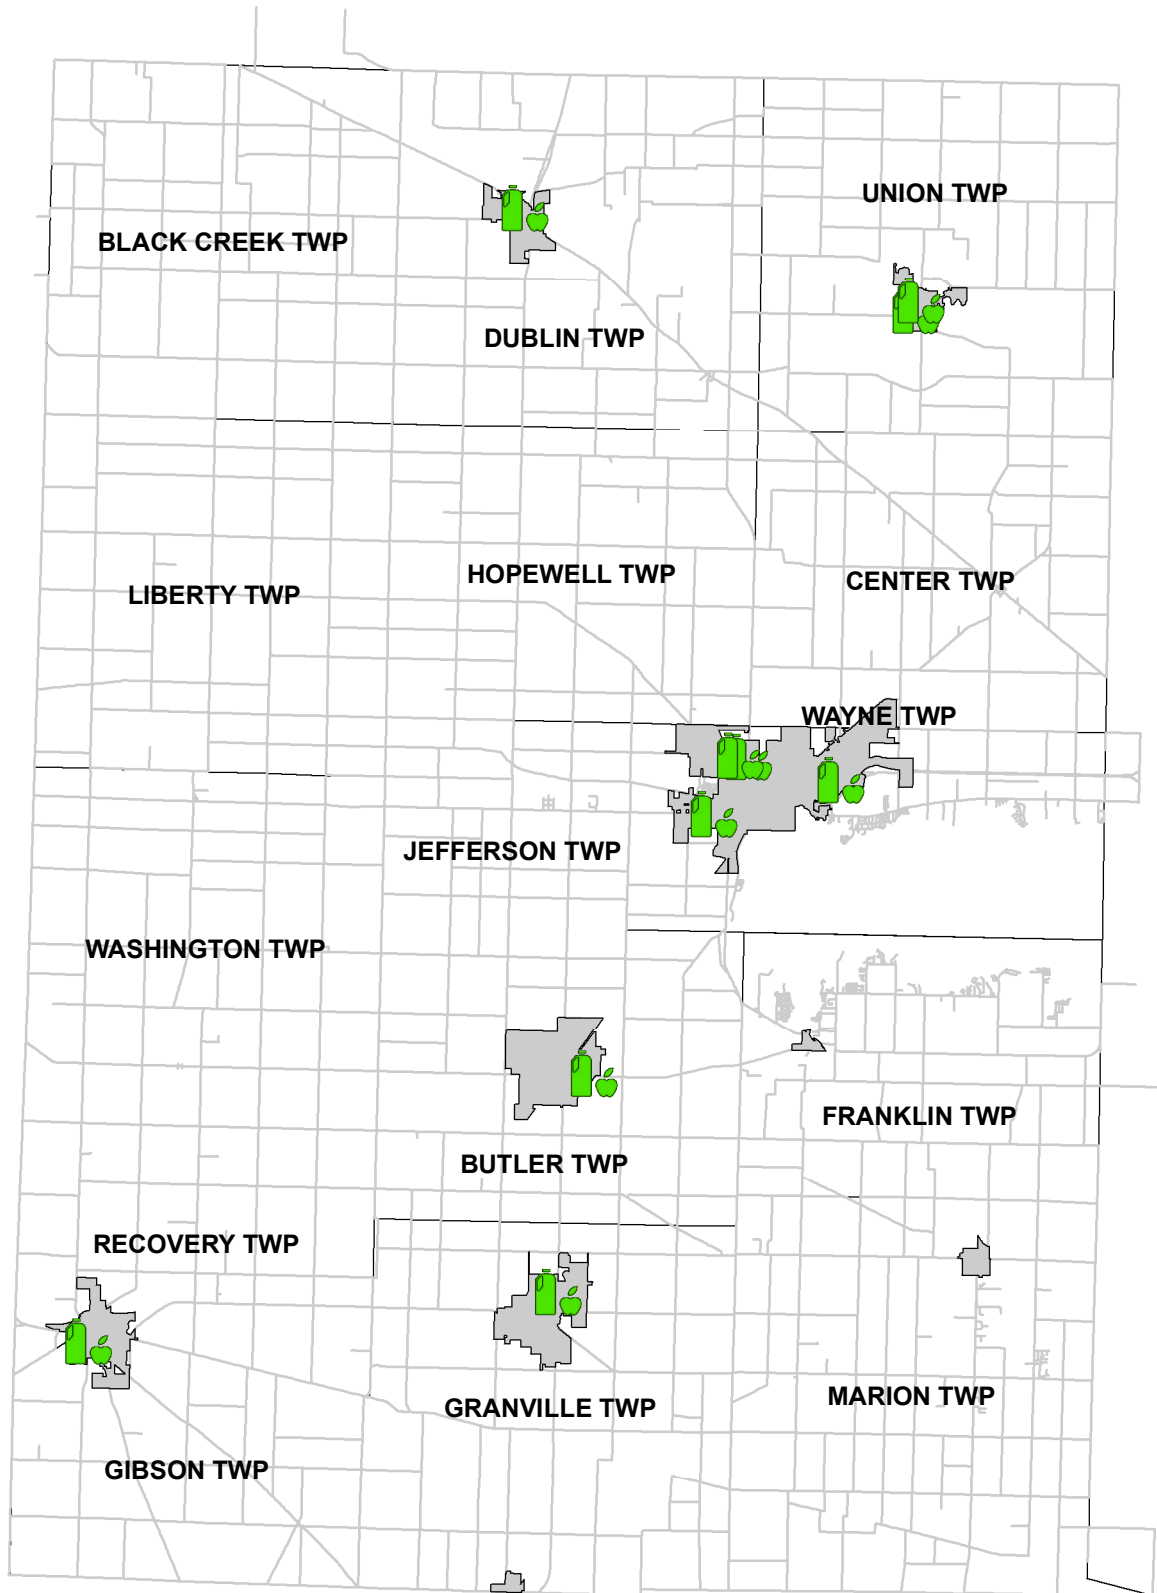 UNION TWP
BLACK CREEK TWP
DUBLIN TWP
HOPEWELL TWP
CENTER TWP
LIBERTY TWP
WAYNE TWP
JEFFERSON TWP
WASHINGTON TWP
FRANKLIN TWP
BUTLER TWP
RECOVERY TWP
MARION TWP
GRANVILLE TWP
GIBSON TWP